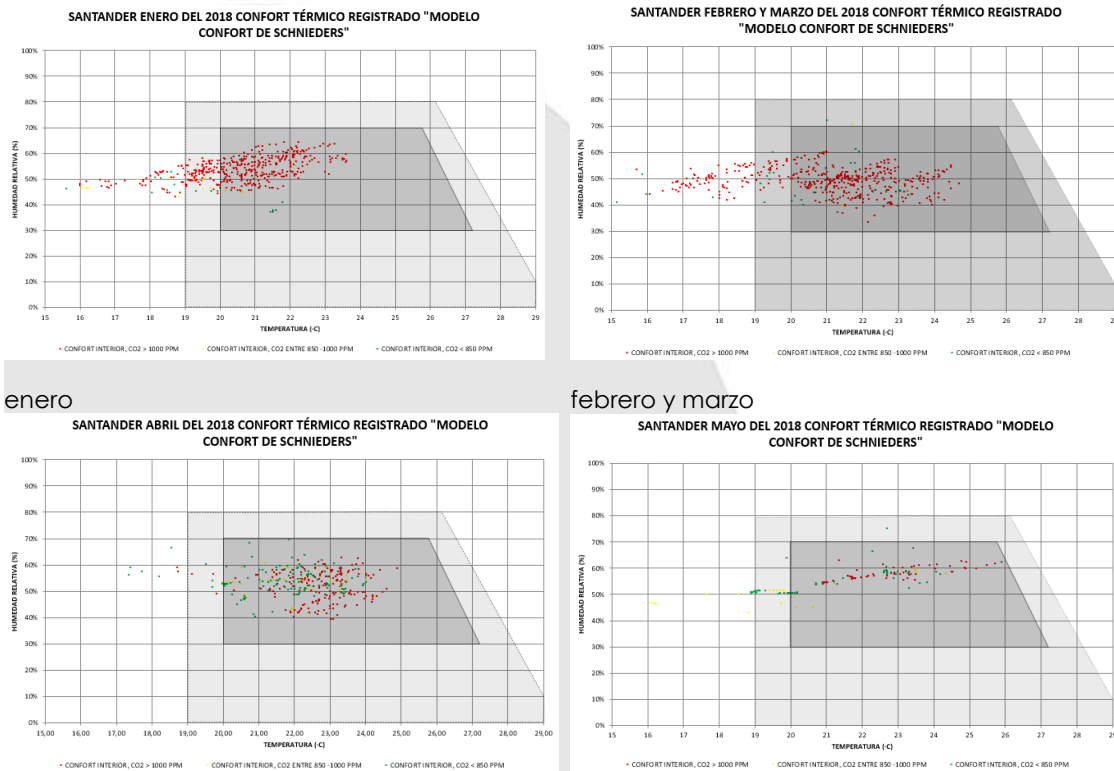 SANTANDER ENERO DEL 2018 CONFORT TÉRMICO REGISTRADO "MODELO
CONFORT DE SCHNIEDERS"
100%
90%
80%
70%
60%
50%
40%
30%
20%
10%
0%
HUMEDAD RELATIVA (%)
15 16 17 18 19 20 21 22 23 24 25 26 27 28 29
TEMPERATURA (-C)
CONFORT INTERIOR, CO2 > 1000 PPM CONFORT INTERIOR, CO2 ENTRE 850 -1000 PPM CONFORT INTERIOR, CO2 < 850 PPM
enero
SANTANDER FEBRERO Y MARZO DEL 2018 CONFORT TÉRMICO REGISTRADO
"MODELO CONFORT DE SCHNIEDERS"
100%
90%
80%
70%
60%
50%
40%
30%
20%
10%
0%
HUMEDAD RELATIVA (%)
15 16 17 18 19 20 21 22 23 24 25 26 27 28
TEMPERATURA (-C)
CONFORT INTERIOR, CO2 > 1000 PPM CONFORT INTERIOR, CO2 ENTRE 850 -1000 PPM CONFORT INTERIOR, CO2 < 850 PPM
febrero y marzo
SANTANDER ABRIL DEL 2018 CONFORT TÉRMICO REGISTRADO "MODELO
CONFORT DE SCHNIEDERS"
100%
90%
80%
70%
60%
50%
40%
30%
20%
10%
0%
HUMEDAD RELATIVA (%)
15,00 16,00 17,00 18,00 19,00 20,00 21,00 22,00 23,00 24,00 25,00 26,00 27,00 28,00 29,00
TEMPERATURA (-C)
CONFORT INTERIOR, CO2 > 1000 PPM CONFORT INTERIOR, CO2 ENTRE 850 -1000 PPM CONFORT INTERIOR, CO2 < 850 PPM
SANTANDER MAYO DEL 2018 CONFORT TÉRMICO REGISTRADO "MODELO
CONFORT DE SCHNIEDERS"
100%
90%
80%
70%
60%
50%
40%
30%
20%
10%
0%
HUMEDAD RELATIVA (%)
15 16 17 18 19 20 21 22 23 24 25 26 27 28 29
TEMPERATURA (-C)
CONFORT INTERIOR, CO2 > 1000 PPM CONFORT INTERIOR, CO2 ENTRE 850 -1000 PPM CONFORT INTERIOR, CO2 < 850 PPM